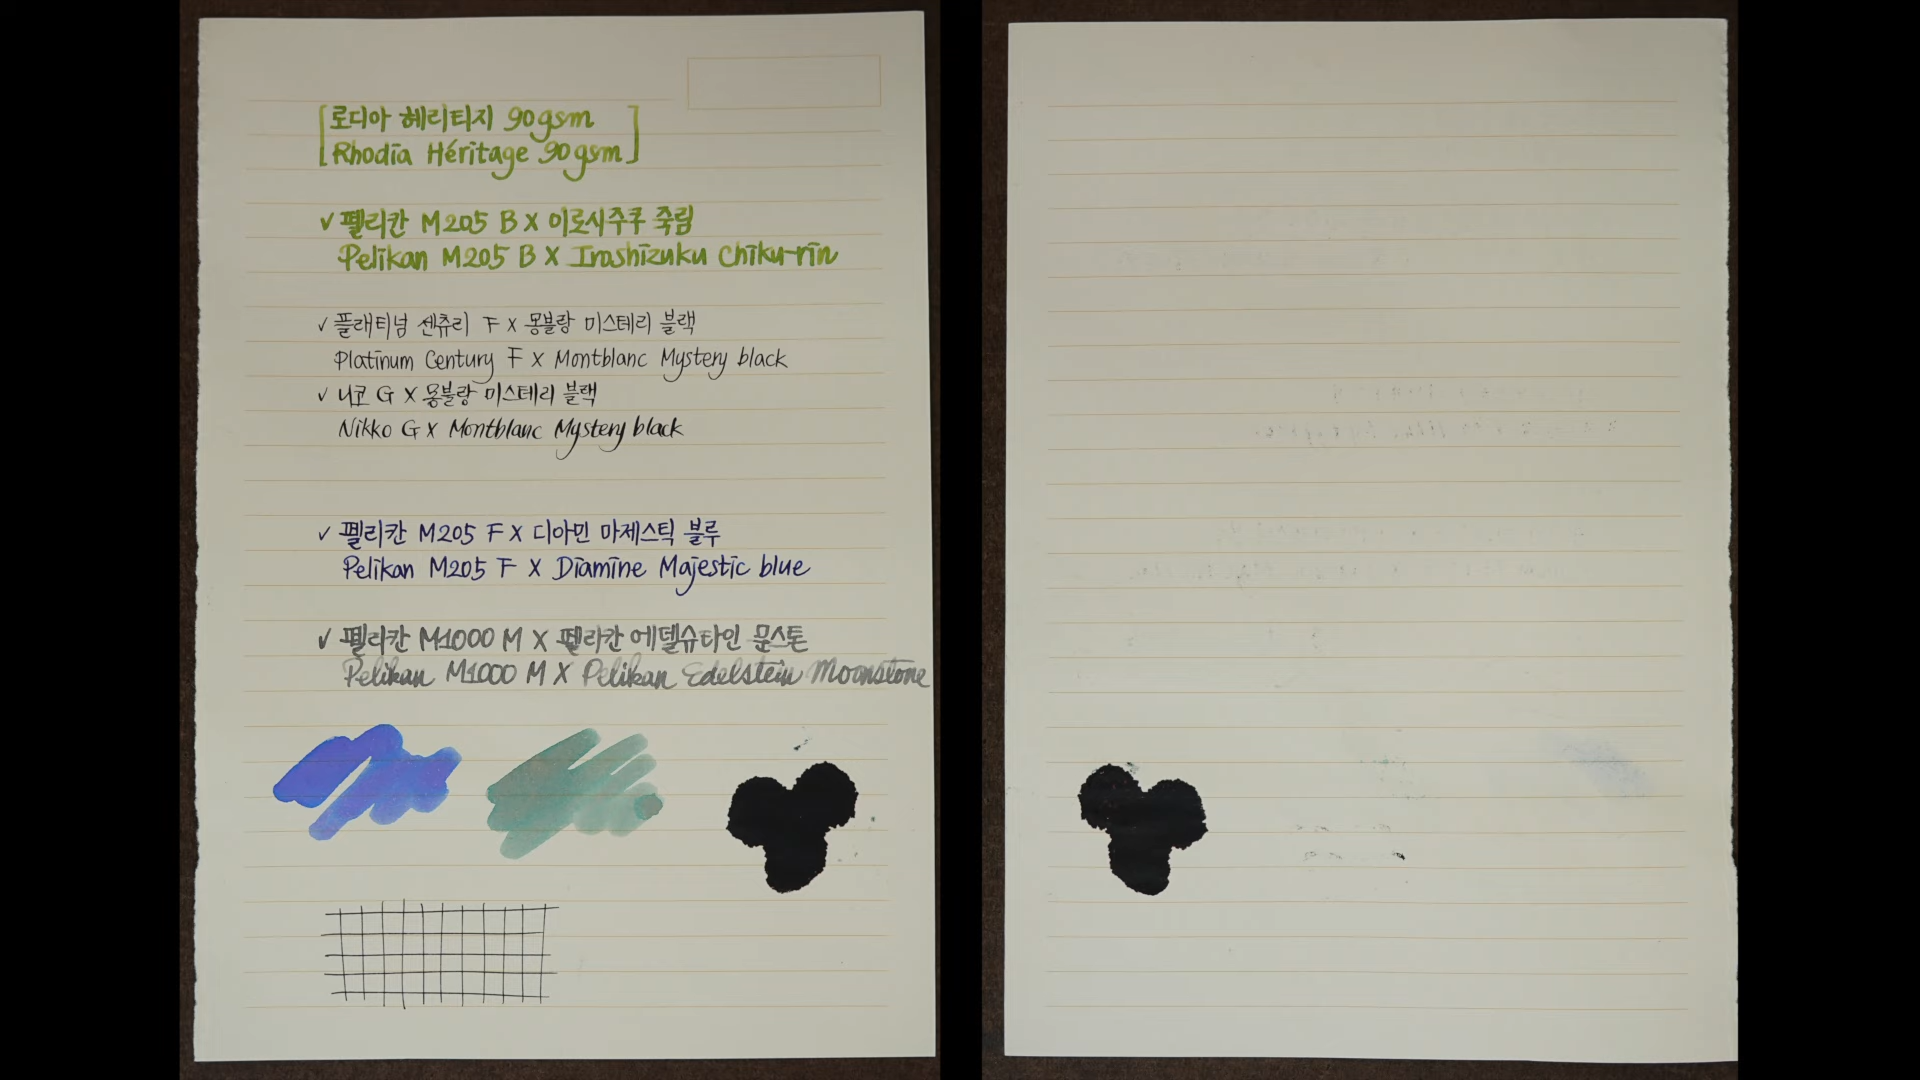 [로디아 헤리티지 90gsm
Rhodia Héritage 90gsm]
✓ 펠리칸 M205 B X 이로시주쿠 죽림
Pelikan M205 B X Iroshizuku Chiku-rin
✓ 플래티넘 센츄리 F X 몽블랑 미스테리 블랙
Platinum Century F X Montblanc Mystery black
✓ 니코 G X 몽블랑 미스테리 블랙
Nikko G X Montblanc Mystery black
✓ 펠리칸 M205 F X 디아민 마제스틱 블루
Pelikan M205 F X Diamine Majestic blue
✓ 펠리칸 M1000 M X 펠리칸 에델슈타인 문스톤
Pelikan M1000 M X Pelikan Edelstein Moonstone